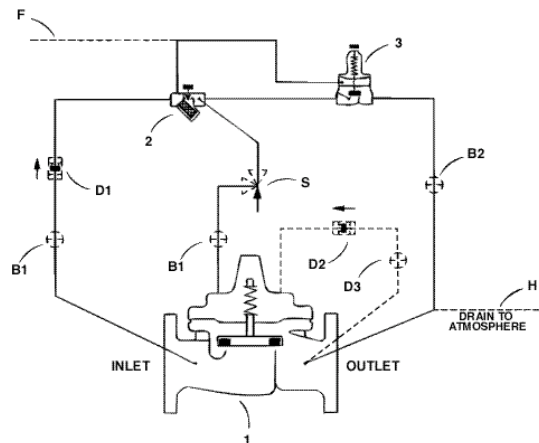 F
3
2
B2
D1
S
D2
D3
B1
B1
H
DRAIN TO
ATMOSPHERE
INLET
OUTLET
1